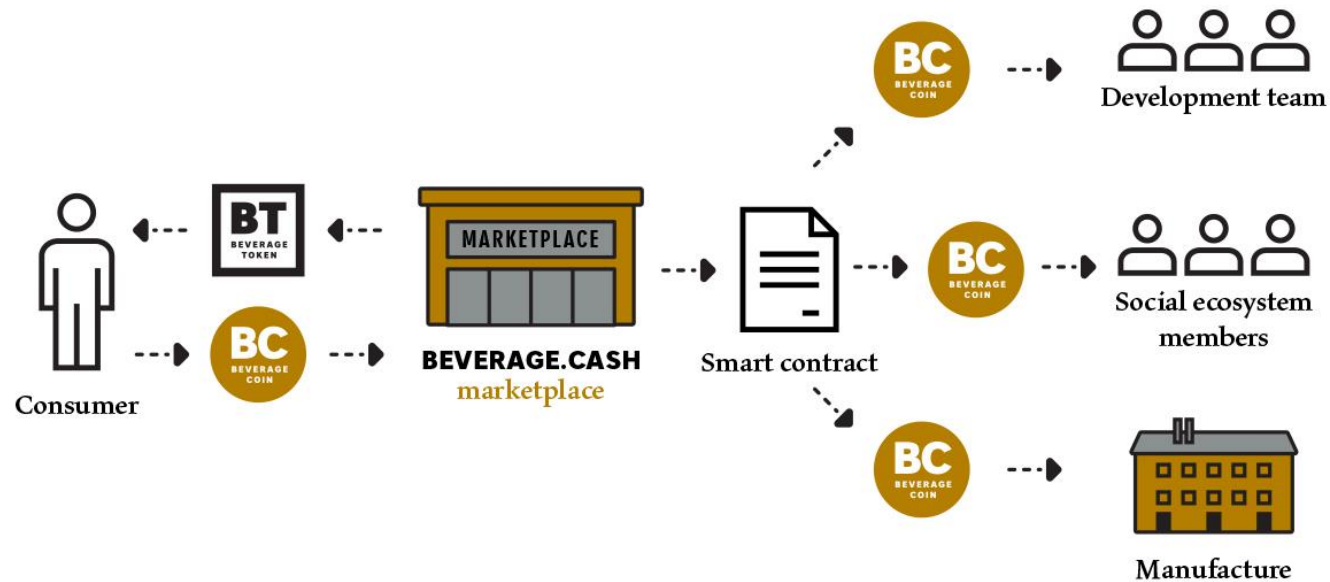 BC
BEVERAGE
COIN
Development team
BT
BEVERAGE
TOKEN
MARKETPLACE
BC
BEVERAGE
COIN
Social ecosystem
members
BC
BEVERAGE
COIN
BEVERAGE.CASH
marketplace
Smart contract
Consumer
BC
BEVERAGE
COIN
Manufacture